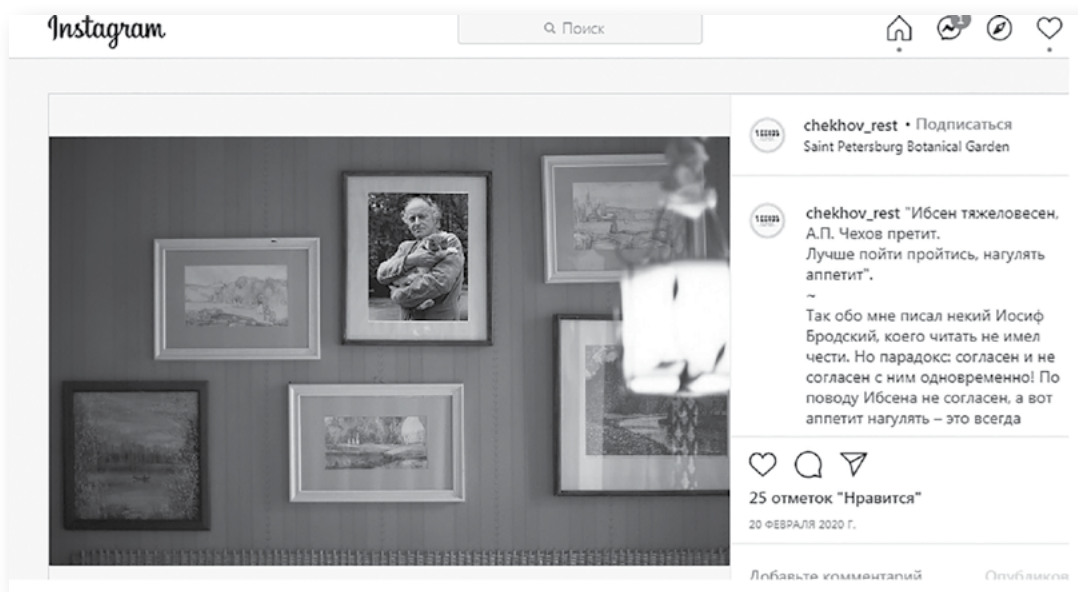 Instagram
Поиск
1
chekhov_rest • Подписаться
Saint Petersburg Botanical Garden
chekhov_rest "Ибсен тяжеловесен,
А.П. Чехов претит.
Лучше пойти пройтись, нагулять
аппетит".
~
Так обо мне писал некий Иосиф
Бродский, коего читать не имел
чести. Но парадокс: согласен и не
согласен с ним одновременно! По
поводу Ибсена не согласен, а вот
аппетит нагулять – это всегда
25 отметок "Нравится"
20 ФЕВРАЛЯ 2020 Г.
Добавьте комментарий
Опубликов